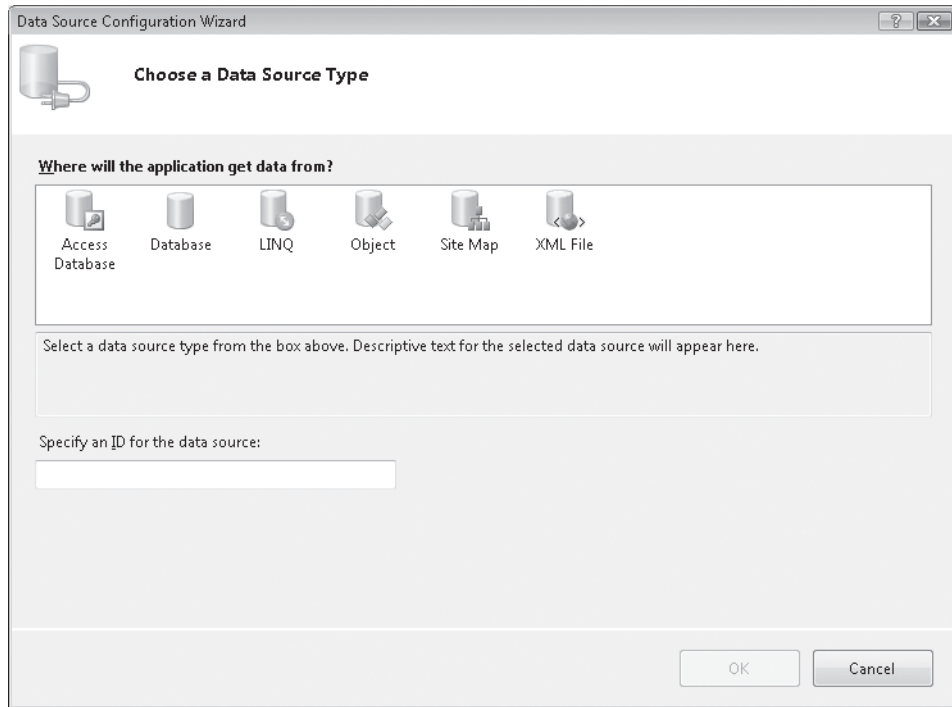 Data Source Configuration Wizard
Choose a Data Source Type
Where will the application get data from?
Access Database
Database
LINQ
Object
Site Map
XML File
Select a data source type from the box above. Descriptive text for the selected data source will appear here.
Specify an ID for the data source:
OK
Cancel